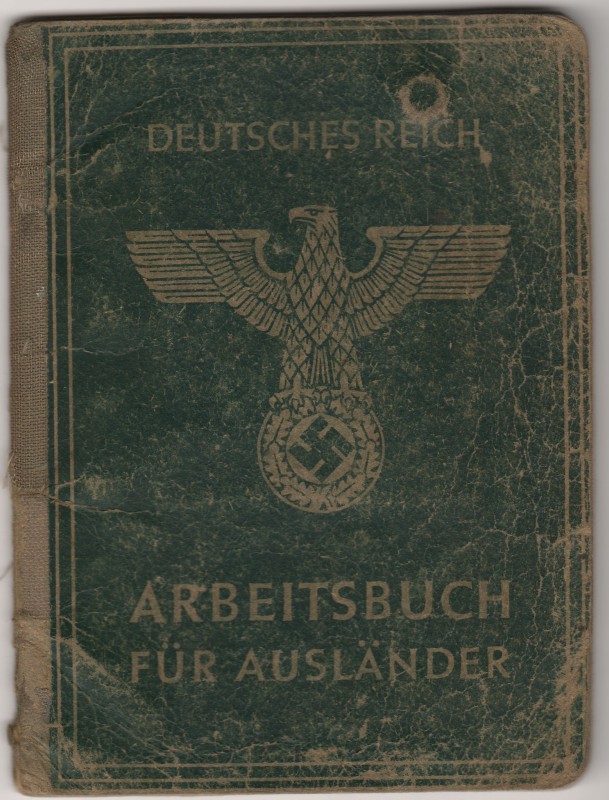 DEUTSCHES REICH
ARBEITSBUCH
FÜR AUSLÄNDER